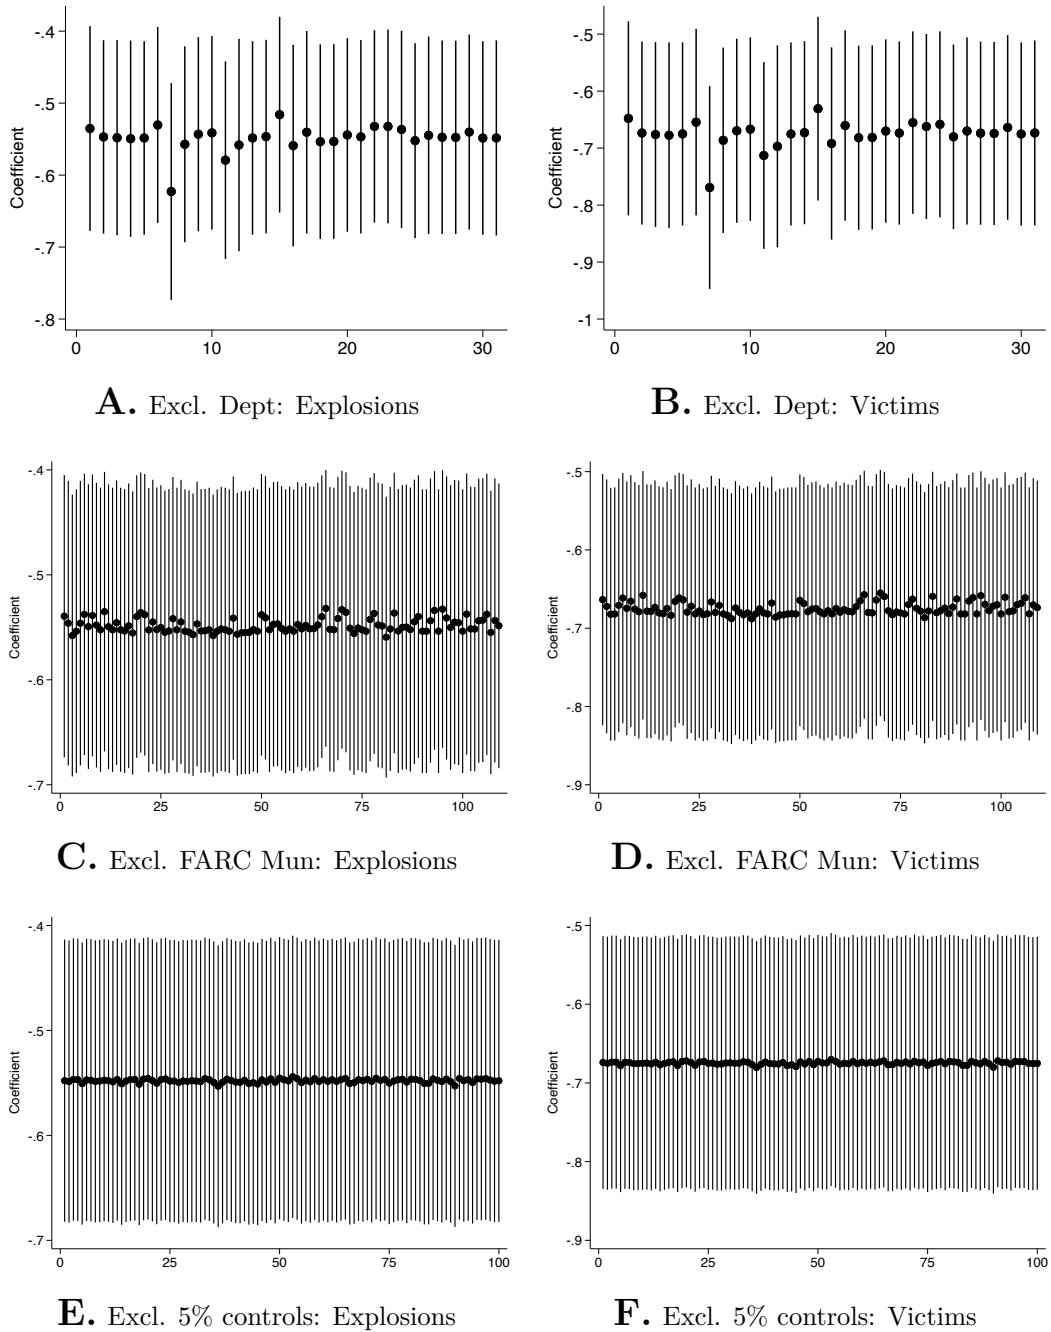 -.4
-.5
-.6
-.7
-.8
Coefficient
0 10 20 30
A. Excl. Dept: Explosions
-.5
-.6
-.7
-.8
-.9
-1
Coefficient
0 10 20 30
B. Excl. Dept: Victims
-.4
-.5
-.6
-.7
Coefficient
0 25 50 75 100
C. Excl. FARC Mun: Explosions
-.5
-.6
-.7
-.8
-.9
Coefficient
0 25 50 75 100
D. Excl. FARC Mun: Victims
-.4
-.5
-.6
-.7
Coefficient
0 25 50 75 100
E. Excl. 5% controls: Explosions
-.5
-.6
-.7
-.8
-.9
Coefficient
0 25 50 75 100
F. Excl. 5% controls: Victims